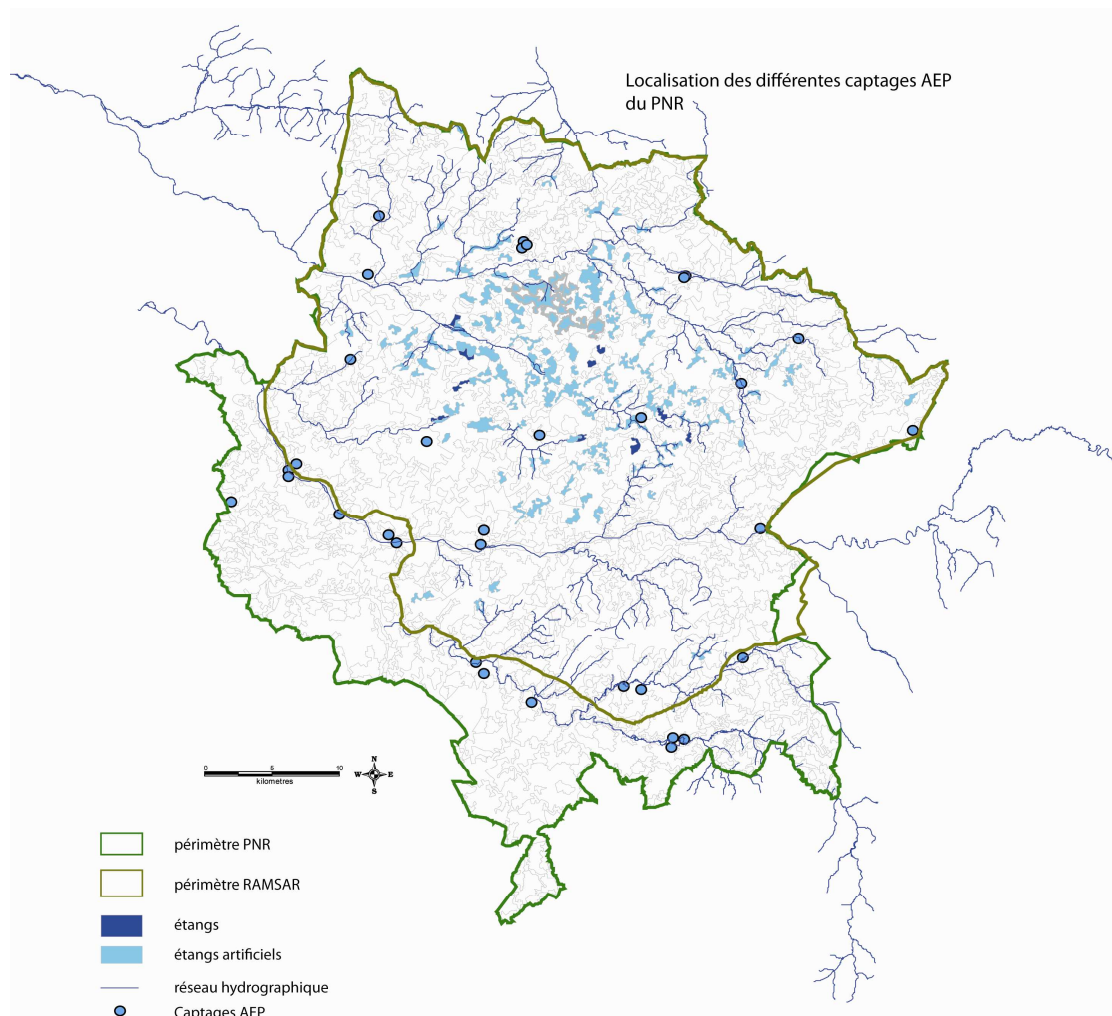 Localisation des différentes captages AEP
du PNR
0 5 10
kilometres
N
W E
S
périmètre PNR
périmètre RAMSAR
étangs
étangs artificiels
réseau hydrographique
Captages AEP